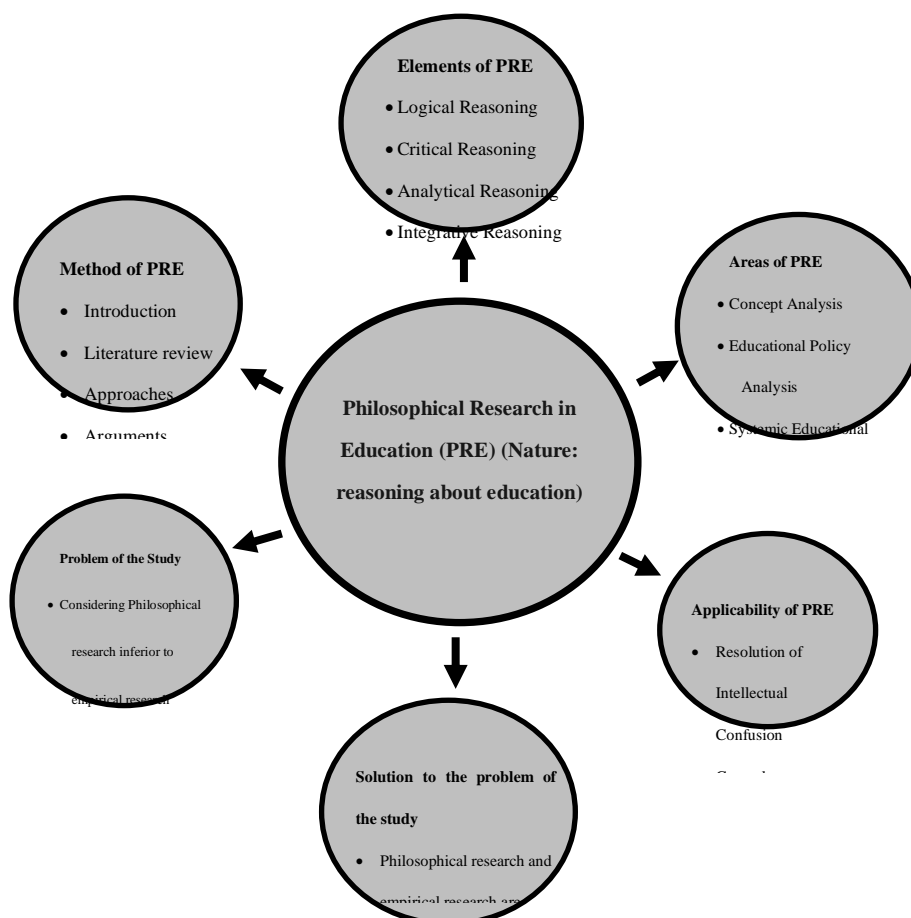 Elements of PRE
• Logical Reasoning
• Critical Reasoning
• Analytical Reasoning
• Integrative Reasoning
Areas of PRE
• Concept Analysis
• Educational Policy
Analysis
• Systemic Educational
Method of PRE
• Introduction
• Literature review
• Approaches
• Arguments
Philosophical Research in
Education (PRE) (Nature:
reasoning about education)
Problem of the Study
• Considering Philosophical
research inferior to
empirical research
Applicability of PRE
• Resolution of
Intellectual
Confusion
Solution to the problem of
the study
• Philosophical research and
empirical research are